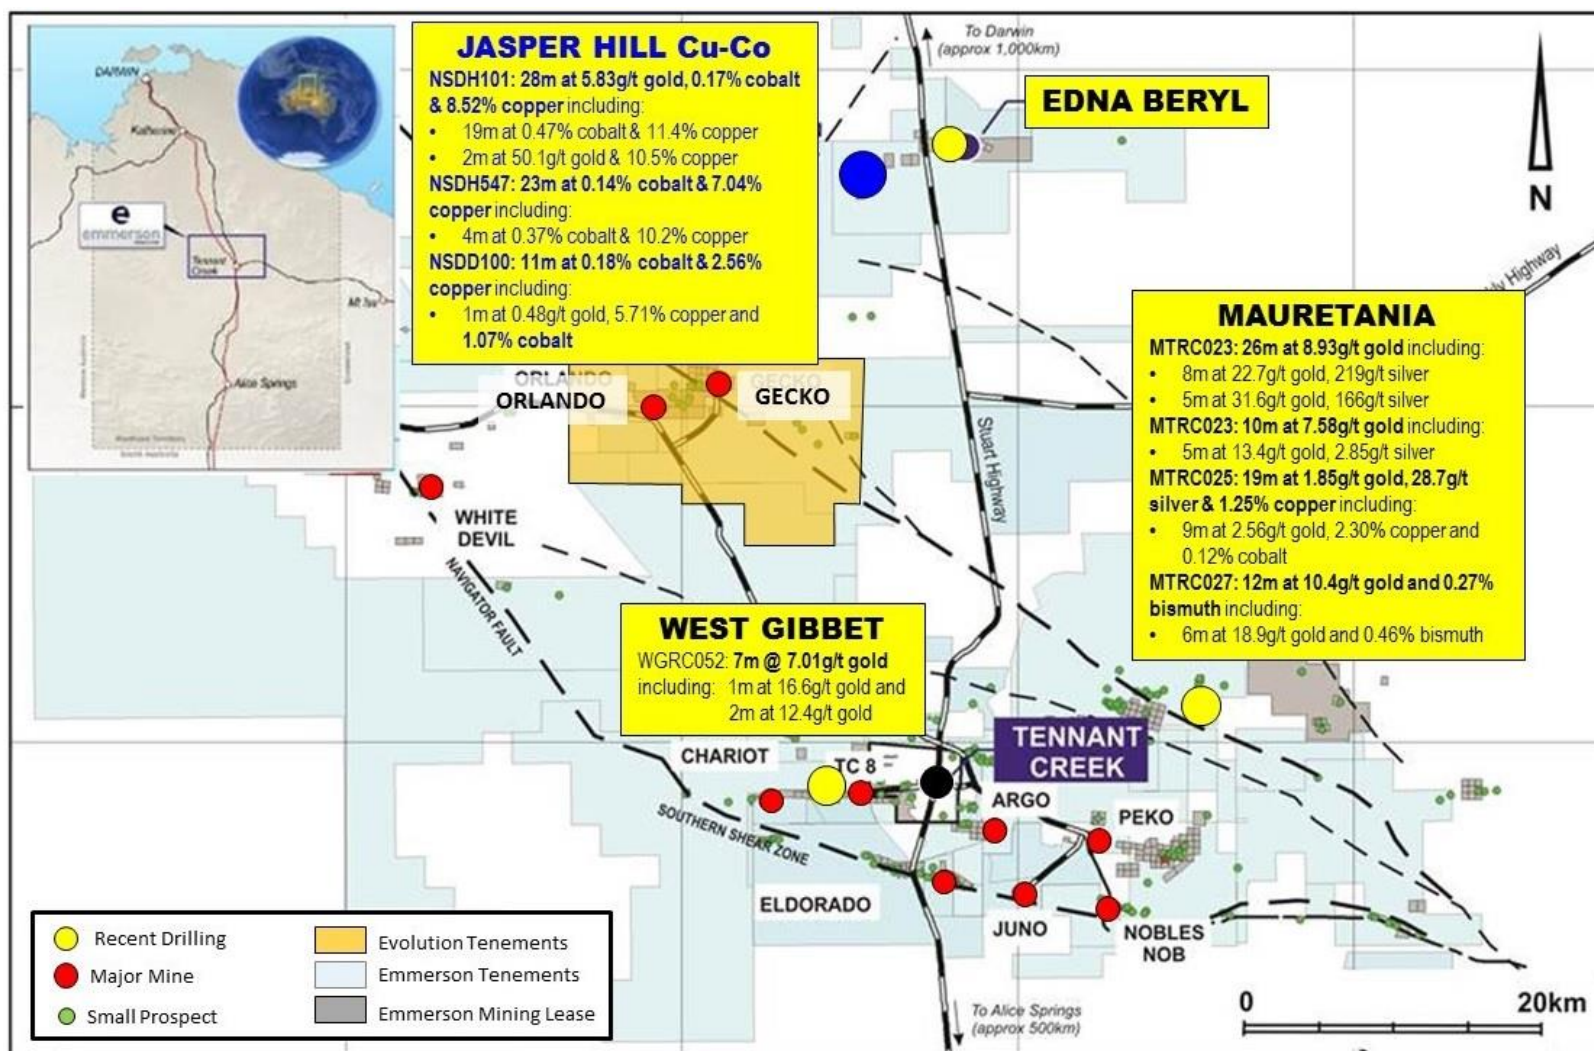 DARWIN
Katherine
e
emmerson
Tennant
Creek
Mt Isa
Alice Springs
JASPER HILL Cu-Co
NSDH101: 28m at 5.83g/t gold, 0.17% cobalt
& 8.52% copper including:
• 19m at 0.47% cobalt & 11.4% copper
• 2m at 50.1g/t gold & 10.5% copper
NSDH547: 23m at 0.14% cobalt & 7.04%
copper including:
• 4m at 0.37% cobalt & 10.2% copper
NSDD100: 11m at 0.18% cobalt & 2.56%
copper including:
• 1m at 0.48g/t gold, 5.71% copper and
1.07% cobalt
To Darwin
(approx 1,000km)
EDNA BERYL
N
Highway
MAURETANIA
MTRC023: 26m at 8.93g/t gold including:
• 8m at 22.7g/t gold, 219g/t silver
• 5m at 31.6g/t gold, 166g/t silver
MTRC023: 10m at 7.58g/t gold including:
• 5m at 13.4g/t gold, 2.85g/t silver
MTRC025: 19m at 1.85g/t gold, 28.7g/t
silver & 1.25% copper including:
• 9m at 2.56g/t gold, 2.30% copper and
0.12% cobalt
MTRC027: 12m at 10.4g/t gold and 0.27%
bismuth including:
• 6m at 18.9g/t gold and 0.46% bismuth
ORLANDO
ORLANDO
GECKO
GECKO
Stuart Highway
WHITE
DEVIL
NAVIGATOR FAULT
WEST GIBBET
WGRC052: 7m @ 7.01g/t gold
including: 1m at 16.6g/t gold and
2m at 12.4g/t gold
CHARIOT
TC 8
TENNANT
CREEK
ARGO
PEKO
SOUTHERN SHEAR ZONE
ELDORADO
JUNO
NOBLES
NOB
To Alice Springs
(approx 500km)
0 20km
Recent Drilling
Major Mine
Small Prospect
Evolution Tenements
Emmerson Tenements
Emmerson Mining Lease